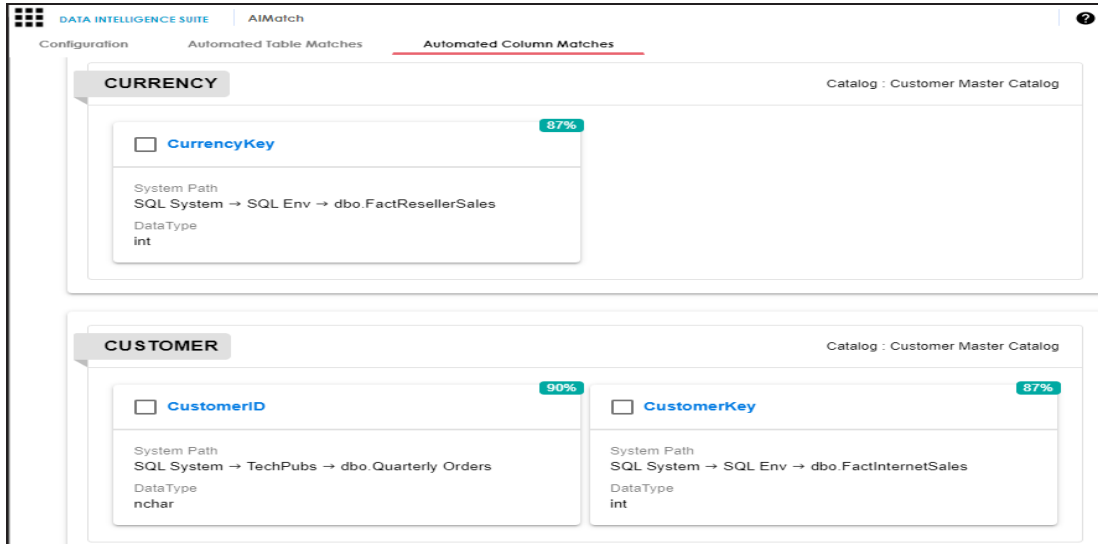 DATA INTELLIGENCE SUITE AIMatch ?
Configuration Automated Table Matches Automated Column Matches
CURRENCY Catalog : Customer Master Catalog
87%
CurrencyKey
System Path
SQL System → SQL Env → dbo.FactResellerSales
DataType
int
CUSTOMER Catalog : Customer Master Catalog
90%
CustomerID
System Path
SQL System → TechPubs → dbo.Quarterly Orders
DataType
nchar
87%
CustomerKey
System Path
SQL System → SQL Env → dbo.FactInternetSales
DataType
int